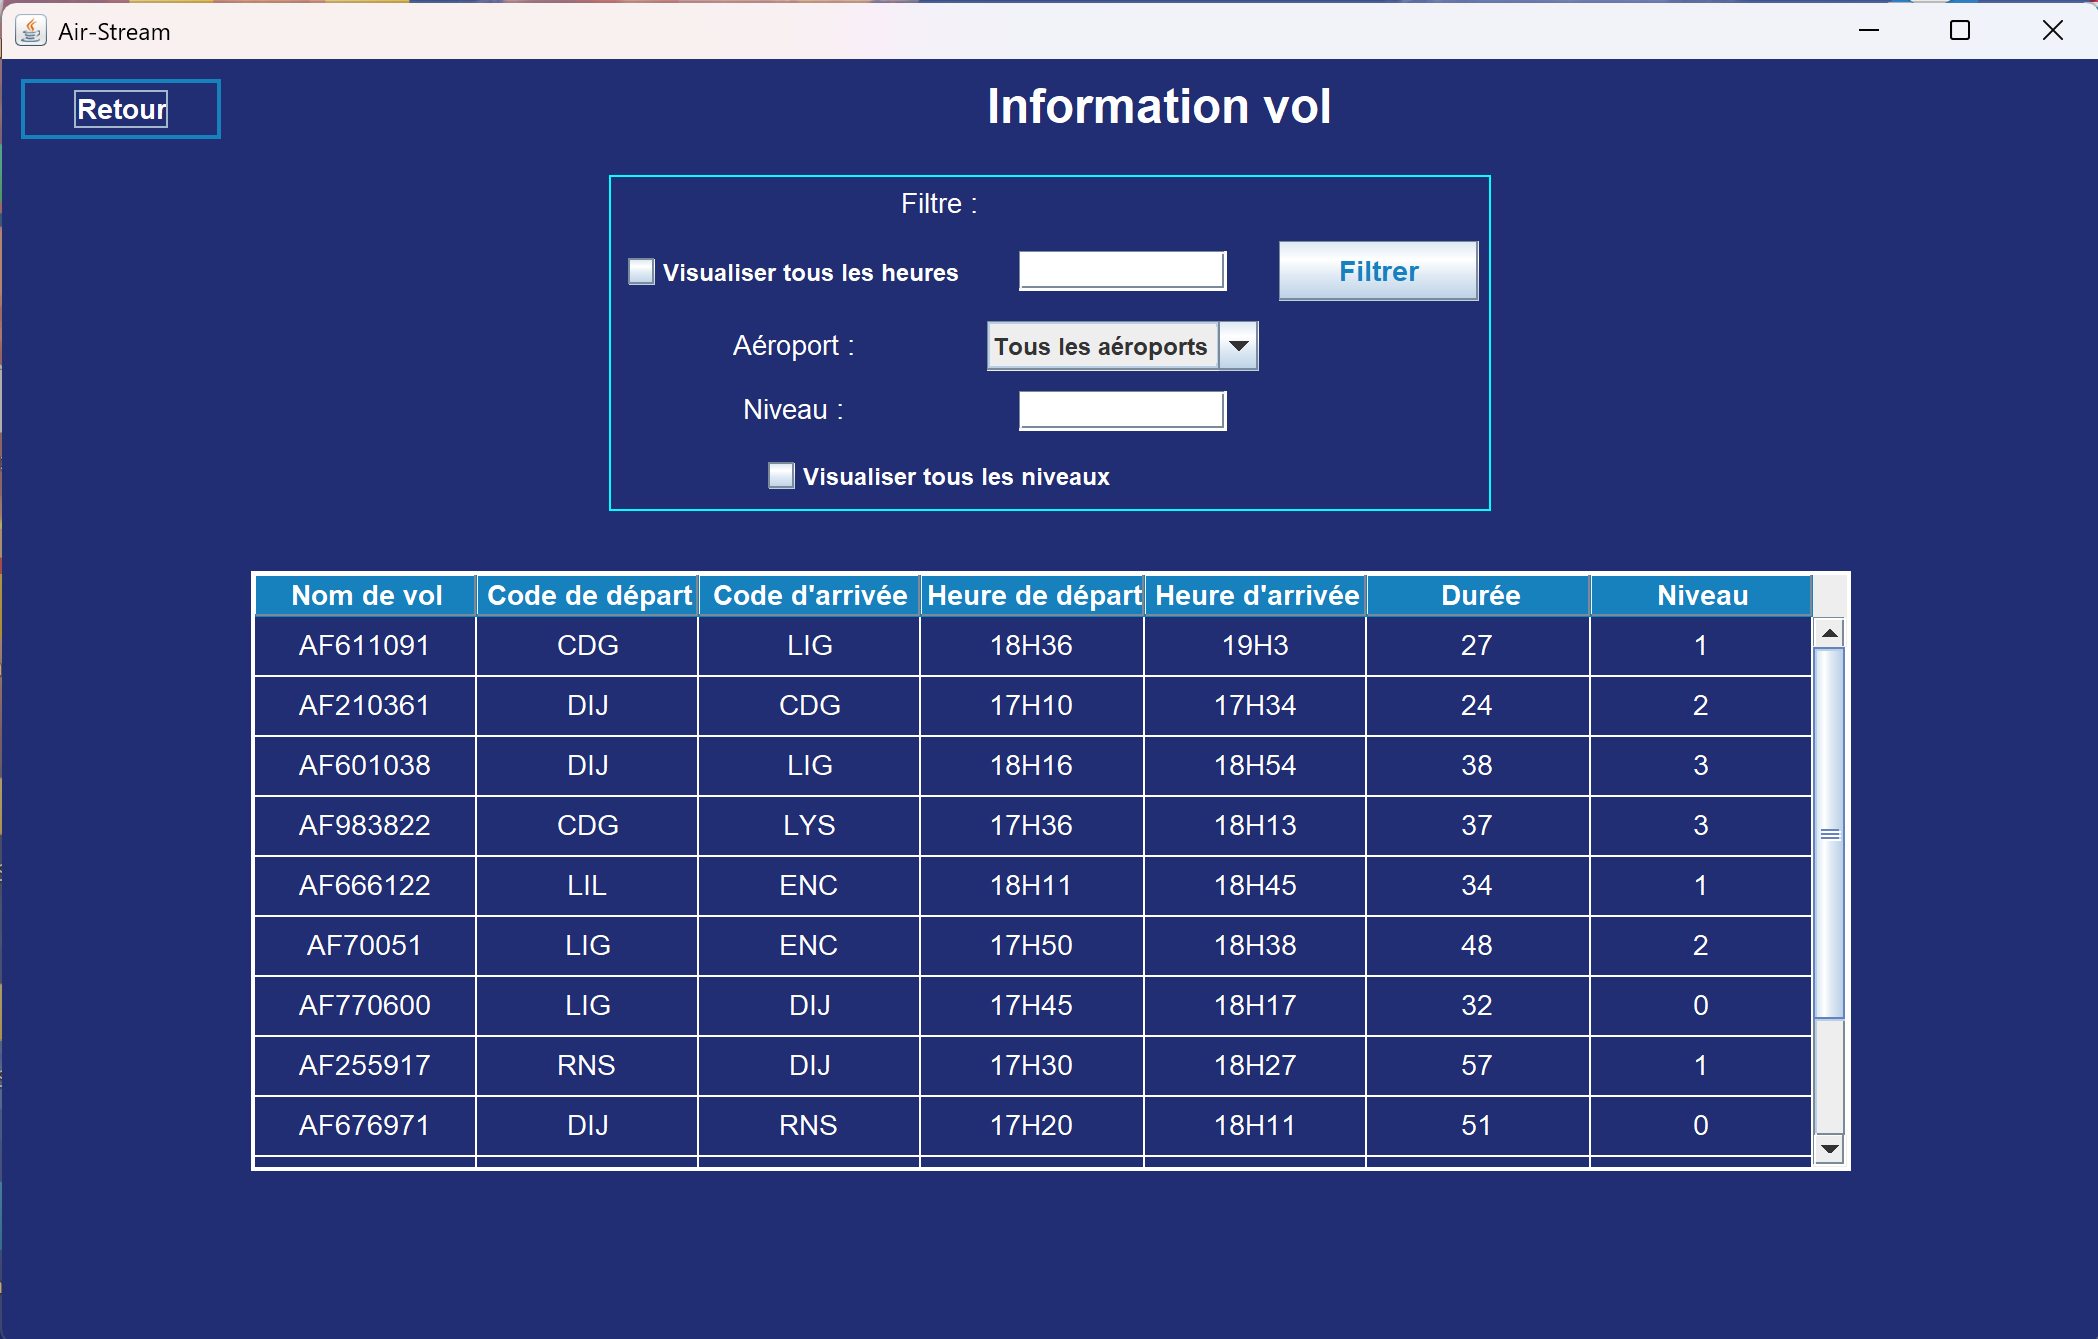 Air-Stream
Retour
Information vol
Filtre :
Visualiser tous les heures
Filtrer
Aéroport :
Tous les aéroports
Niveau :
Visualiser tous les niveaux
Nom de vol Code de départ Code d'arrivée Heure de départ Heure d'arrivée Durée Niveau
AF611091 CDG LIG 18H36 19H3 27 1
AF210361 DIJ CDG 17H10 17H34 24 2
AF601038 DIJ LIG 18H16 18H54 38 3
AF983822 CDG LYS 17H36 18H13 37 3
AF666122 LIL ENC 18H11 18H45 34 1
AF70051 LIG ENC 17H50 18H38 48 2
AF770600 LIG DIJ 17H45 18H17 32 0
AF255917 RNS DIJ 17H30 18H27 57 1
AF676971 DIJ RNS 17H20 18H11 51 0